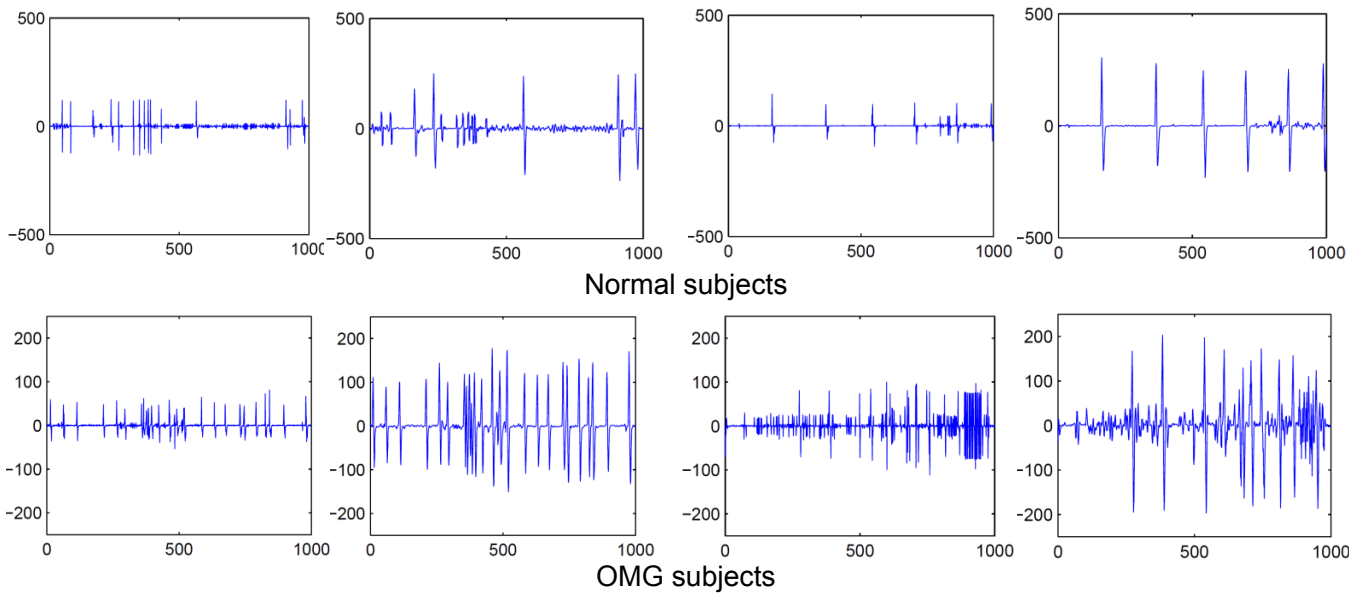 500 500 500 500
0 0 0 0
−500 −500 −500 −500
0 500 1000 0 500 1000 0 500 1000 0 500 1000
Normal subjects
200 200 200 200
100 100 100 100
0 0 0 0
−100 −100 −100 −100
−200 −200 −200 −200
0 500 1000 0 500 1000 0 500 1000 0 500 1000
OMG subjects